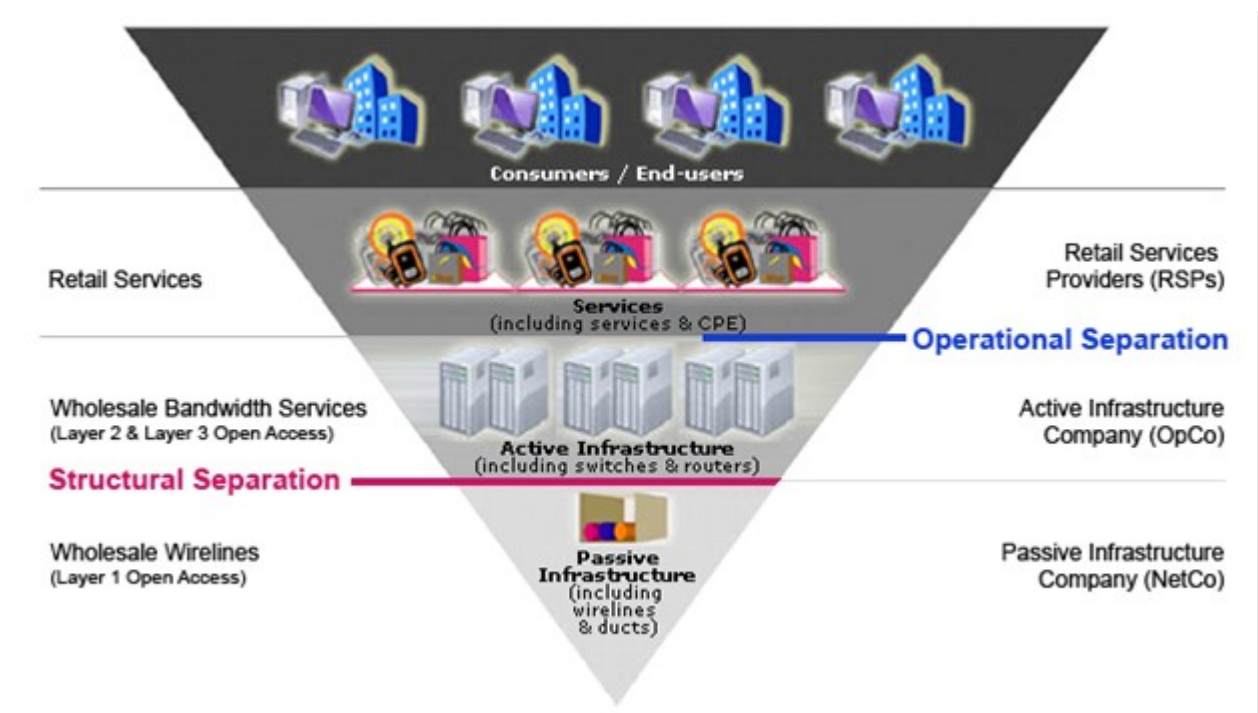 Consumers / End-users
Retail Services
Services
(including services & CPE)
Retail Services
Providers (RSPs)
Operational Separation
Wholesale Bandwidth Services
(Layer 2 & Layer 3 Open Access)
Active Infrastructure
(including switches & routers)
Active Infrastructure
Company (OpCo)
Structural Separation
Wholesale Wirelines
(Layer 1 Open Access)
Passive
Infrastructure
(including
wirelines
& ducts)
Passive Infrastructure
Company (NetCo)